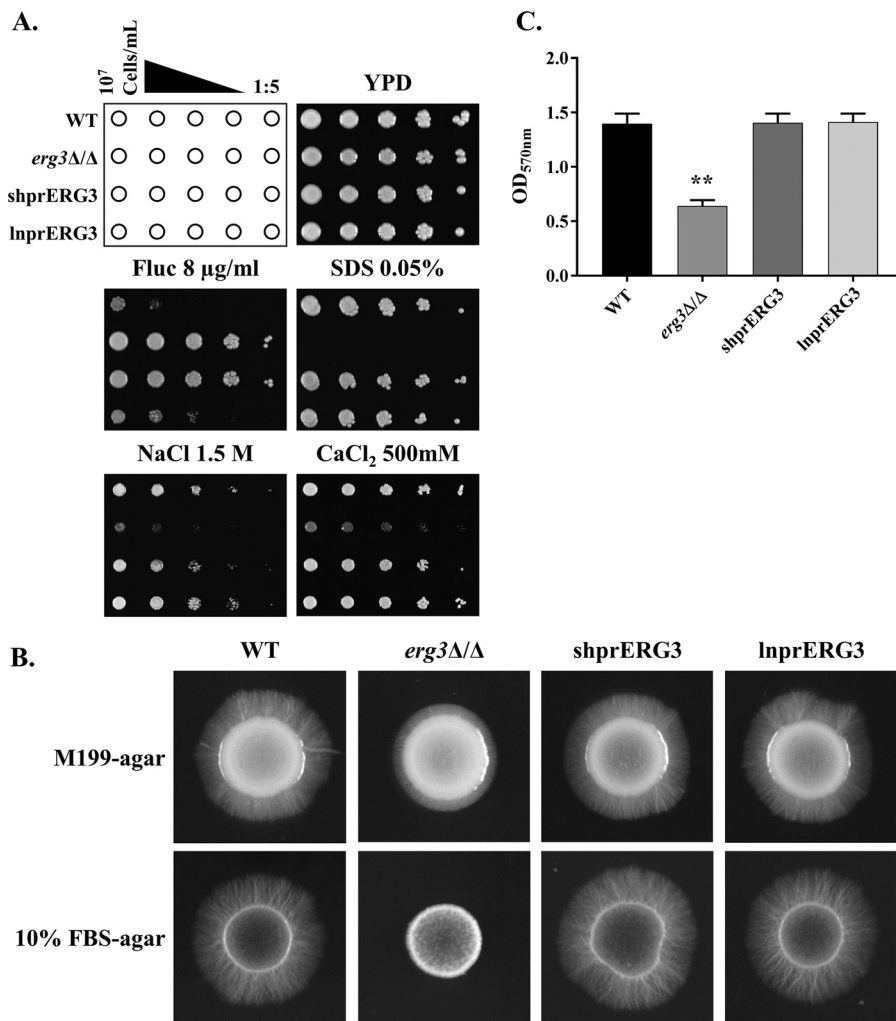 A.
10⁷
Cells/mL
1:5
YPD
WT
erg3Δ/Δ
shprERG3
lnprERG3
Fluc 8 µg/ml
SDS 0.05%
NaCl 1.5 M
CaCl₂ 500mM
C.
2.0
1.5
1.0
0.5
0.0
OD₅₇₀nm
**
WT
erg3Δ/Δ
shprERG3
lnprERG3
B.
WT
erg3Δ/Δ
shprERG3
lnprERG3
M199-agar
10% FBS-agar